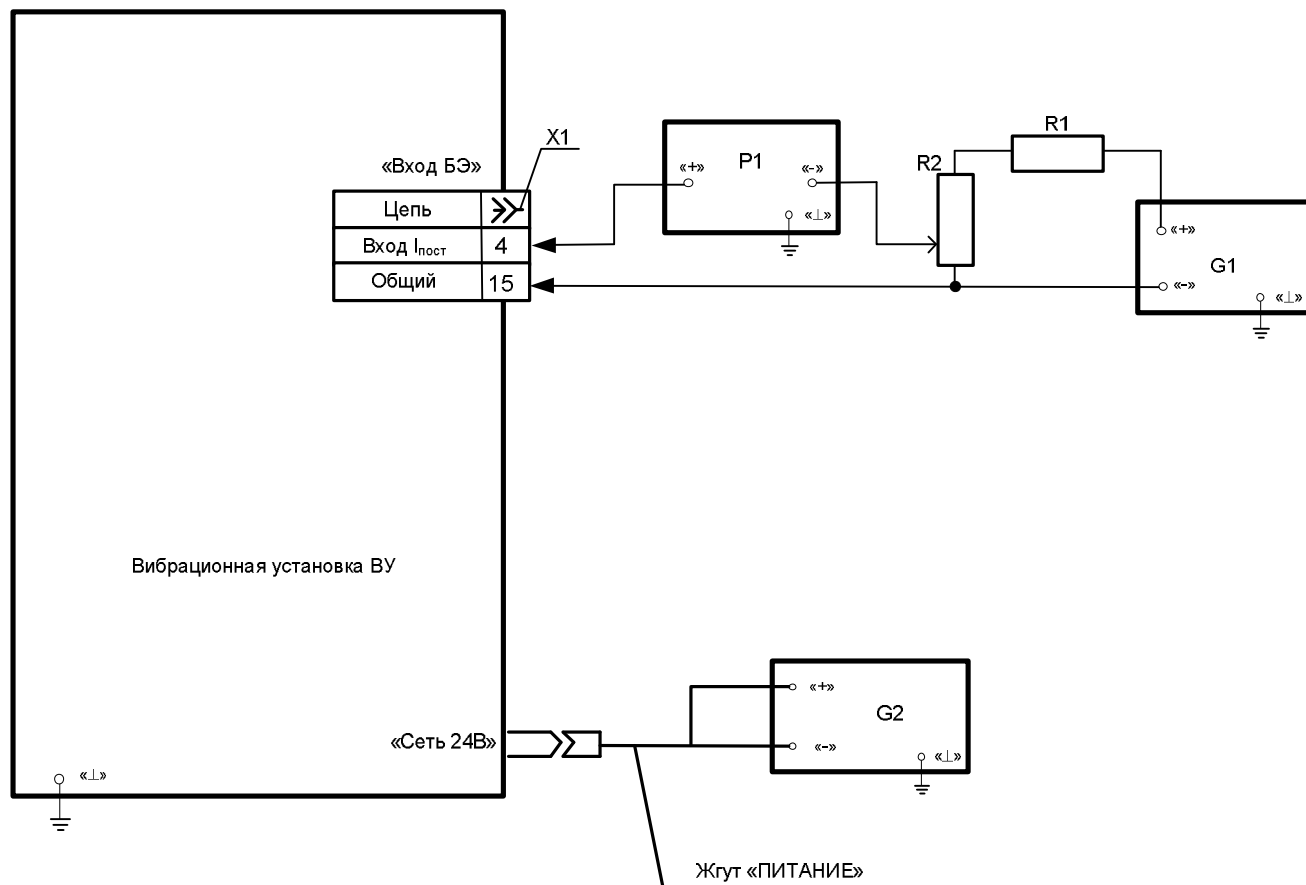 X1
«Вход БЭ»
Цепь
Вход Iпост 4
Общий 15
P1
«+» «-»
«⊥»
R2
R1
«+»
G1
«-»
«⊥»
Вибрационная установка ВУ
«+»
G2
«Сеть 24В»
«-»
«⊥»
«⊥»
Жгут «ПИТАНИЕ»